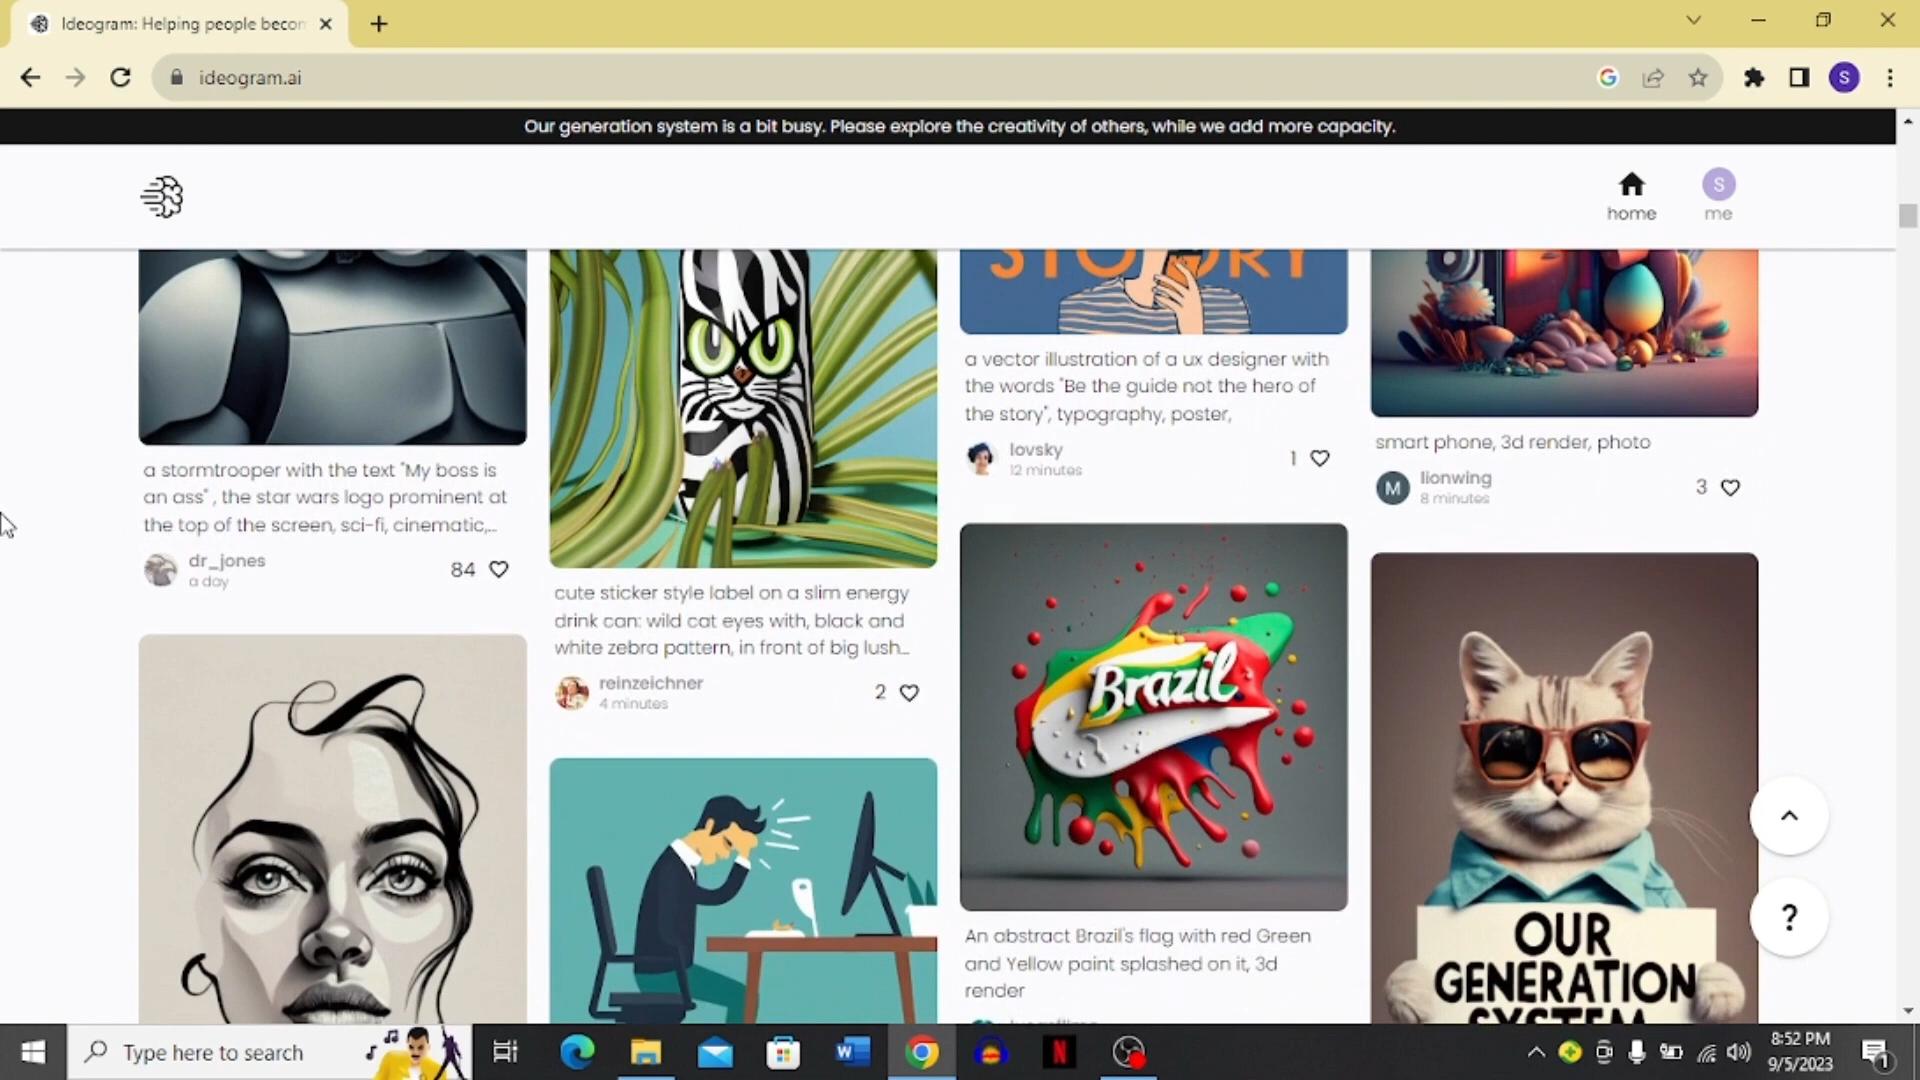 Ideogram: Helping people becom
ideogram.ai
S
Our generation system is a bit busy. Please explore the creativity of others, while we add more capacity.
home
S
me
a stormtrooper with the text "My boss is
an ass" , the star wars logo prominent at
the top of the screen, sci-fi, cinematic,...
dr_jones
a day
84
cute sticker style label on a slim energy
drink can: wild cat eyes with, black and
white zebra pattern, in front of big lush...
reinzeichner
4 minutes
2
STOORY
a vector illustration of a ux designer with
the words "Be the guide not the hero of
the story", typography, poster,
lovsky
12 minutes
1
Brazil
An abstract Brazil's flag with red Green
and Yellow paint splashed on it, 3d
render
smart phone, 3d render, photo
M
lionwing
8 minutes
3
OUR
GENERATION
SYSTEM
?
Type here to search
8:52 PM
9/5/2023
1